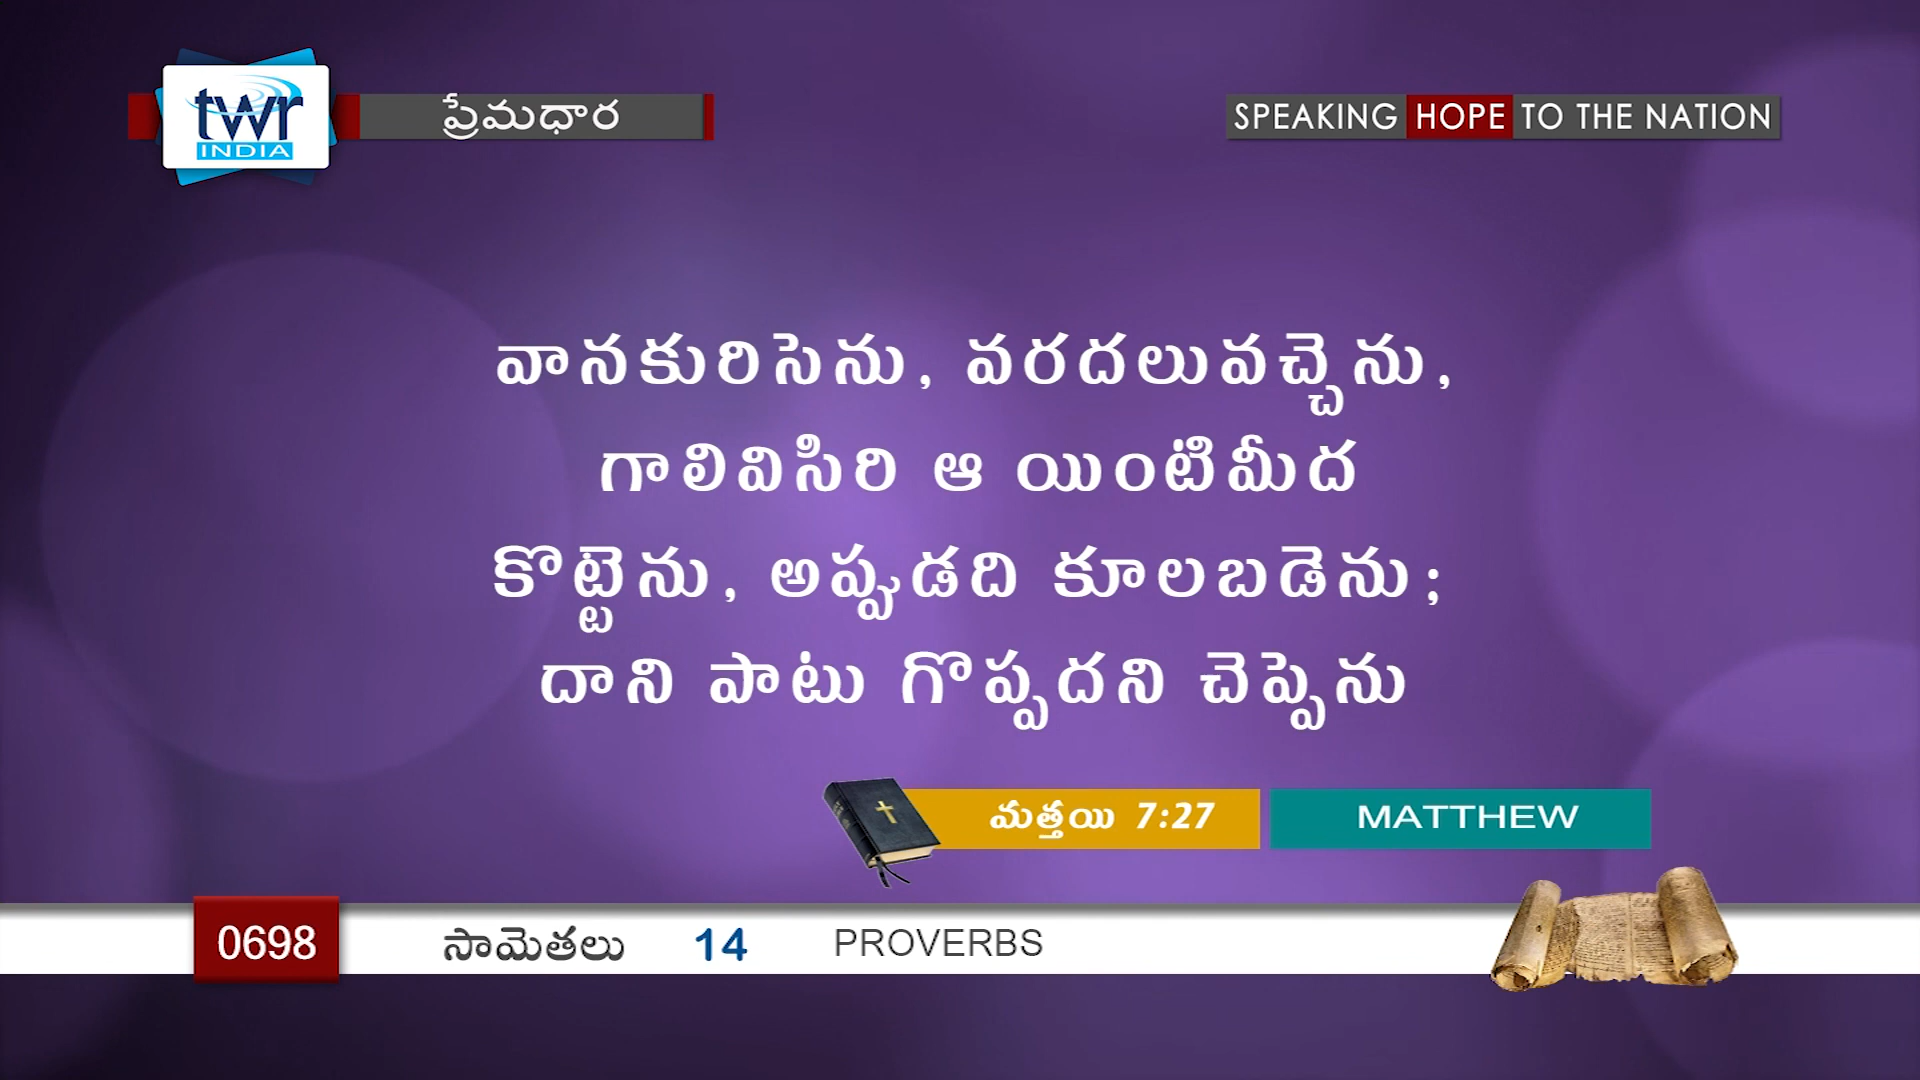 twr
INDIA
ప్రేమధార
SPEAKING HOPE TO THE NATION
వానకురిసెను, వరదలువచ్చెను,
గాలివిసిరి ఆ యింటిమీద
కొట్టెను, అప్పుడది కూలబడెను;
దాని పాటు గొప్పదని చెప్పెను
మత్తయి 7:27 MATTHEW
0698 సామెతలు 14 PROVERBS